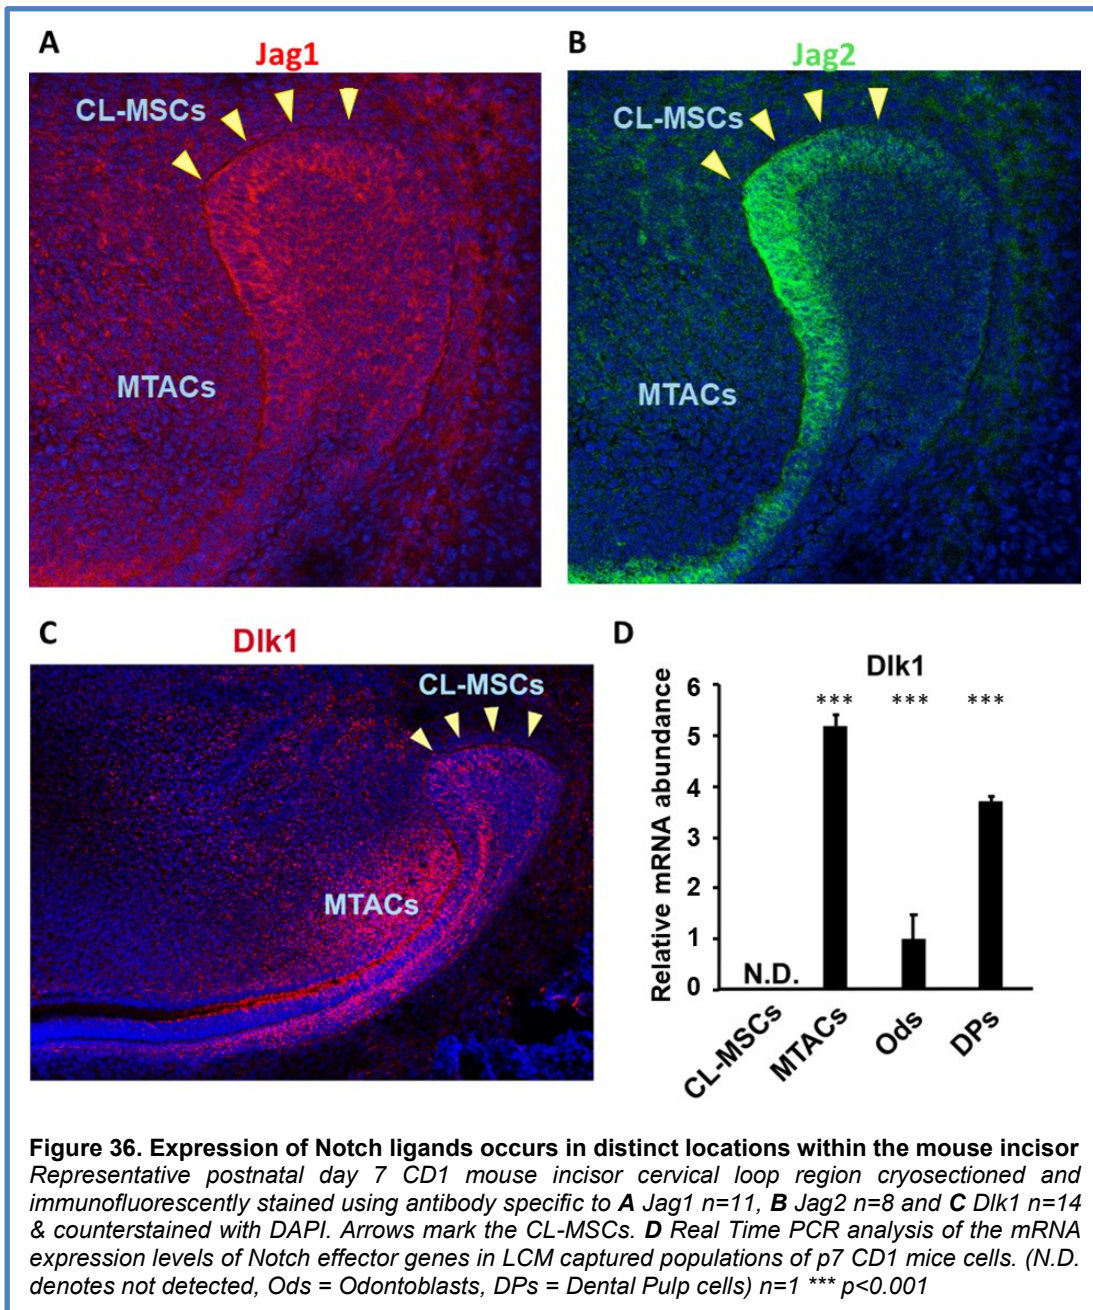 A
Jag1
CL-MSCs
MTACs
B
Jag2
CL-MSCs
MTACs
C
Dlk1
CL-MSCs
MTACs
D
Dlk1
Relative mRNA abundance
6
5
4
3
2
1
0
N.D.
***
***
***
CL-MSCs
MTACs
Ods
DPs
Figure 36. Expression of Notch ligands occurs in distinct locations within the mouse incisor
Representative postnatal day 7 CD1 mouse incisor cervical loop region cryosectioned and
immunofluorescently stained using antibody specific to A Jag1 n=11, B Jag2 n=8 and C Dlk1 n=14
& counterstained with DAPI. Arrows mark the CL-MSCs. D Real Time PCR analysis of the mRNA
expression levels of Notch effector genes in LCM captured populations of p7 CD1 mice cells. (N.D.
denotes not detected, Ods = Odontoblasts, DPs = Dental Pulp cells) n=1 *** p<0.001